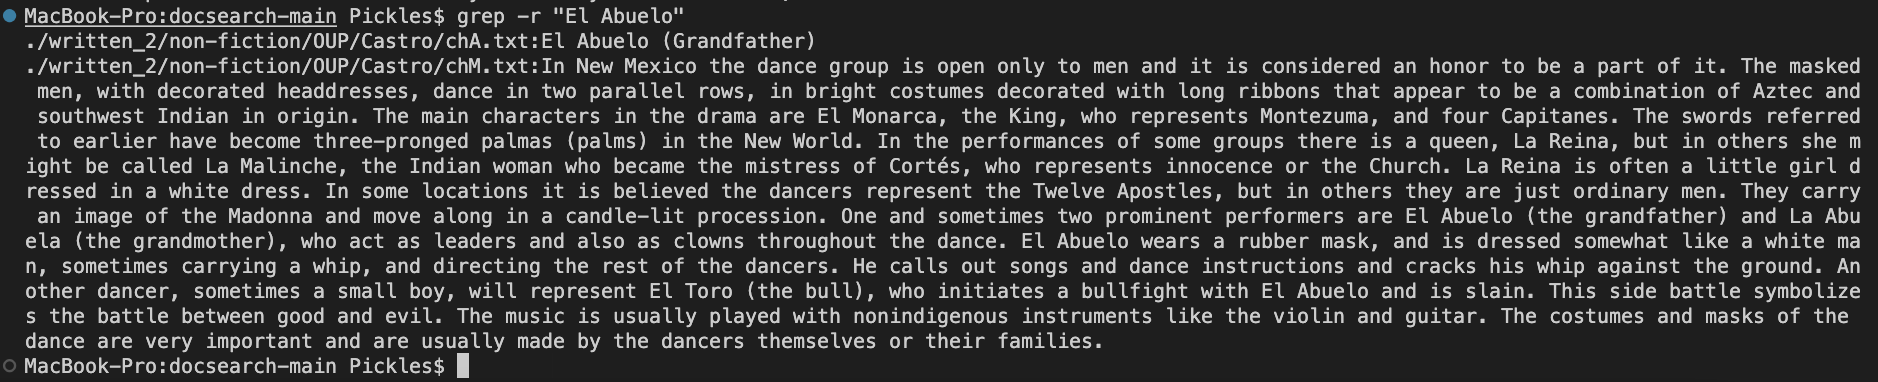 MacBook-Pro:docsearch-main Pickles$ grep -r "El Abuelo"
./written_2/non-fiction/OUP/Castro/chA.txt:El Abuelo (Grandfather)
./written_2/non-fiction/OUP/Castro/chM.txt:In New Mexico the dance group is open only to men and it is considered an honor to be a part of it. The masked
men, with decorated headdresses, dance in two parallel rows, in bright costumes decorated with long ribbons that appear to be a combination of Aztec and
southwest Indian in origin. The main characters in the drama are El Monarca, the King, who represents Montezuma, and four Capitanes. The swords referred
to earlier have become three-pronged palmas (palms) in the New World. In the performances of some groups there is a queen, La Reina, but in others she m
ight be called La Malinche, the Indian woman who became the mistress of Cortés, who represents innocence or the Church. La Reina is often a little girl d
ressed in a white dress. In some locations it is believed the dancers represent the Twelve Apostles, but in others they are just ordinary men. They carry
an image of the Madonna and move along in a candle-lit procession. One and sometimes two prominent performers are El Abuelo (the grandfather) and La Abu
ela (the grandmother), who act as leaders and also as clowns throughout the dance. El Abuelo wears a rubber mask, and is dressed somewhat like a white ma
n, sometimes carrying a whip, and directing the rest of the dancers. He calls out songs and dance instructions and cracks his whip against the ground. An
other dancer, sometimes a small boy, will represent El Toro (the bull), who initiates a bullfight with El Abuelo and is slain. This side battle symbolize
s the battle between good and evil. The music is usually played with nonindigenous instruments like the violin and guitar. The costumes and masks of the
dance are very important and are usually made by the dancers themselves or their families.
MacBook-Pro:docsearch-main Pickles$